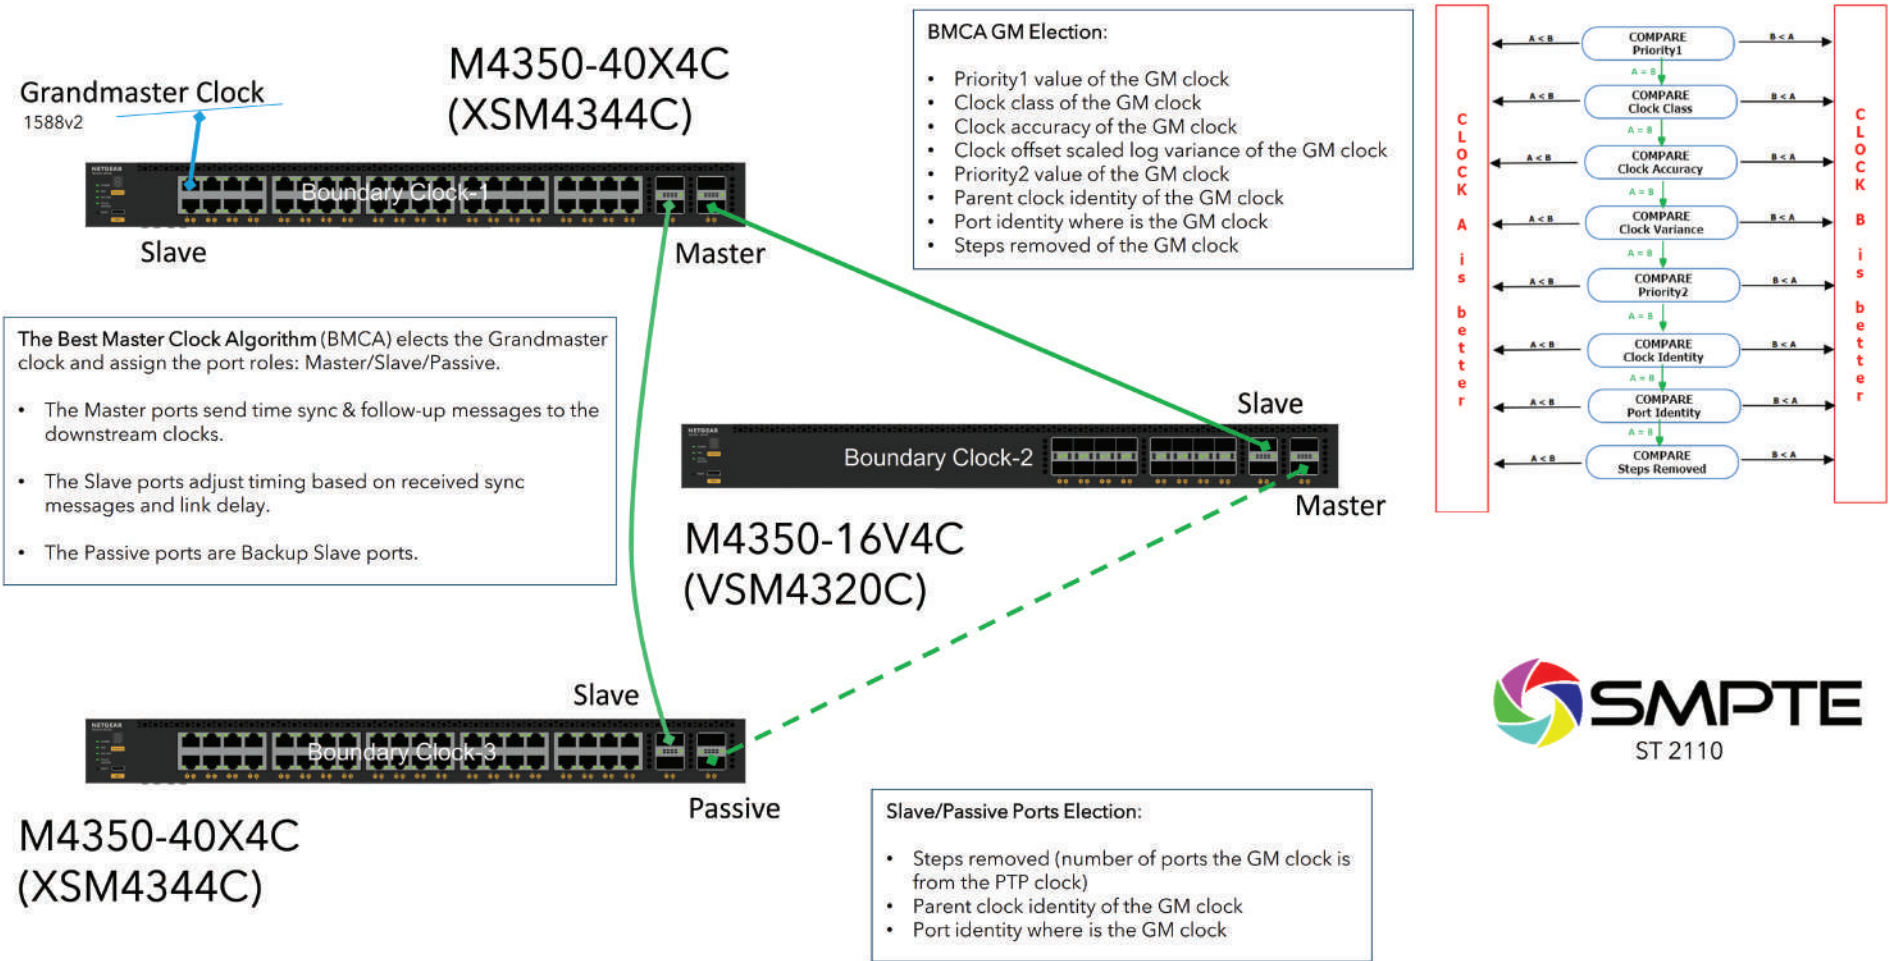 M4350-40X4C
(XSM4344C)
Grandmaster Clock
1588v2
NETGEAR
Boundary Clock-1
Slave
Master
BMCA GM Election:
• Priority1 value of the GM clock
• Clock class of the GM clock
• Clock accuracy of the GM clock
• Clock offset scaled log variance of the GM clock
• Priority2 value of the GM clock
• Parent clock identity of the GM clock
• Port identity where is the GM clock
• Steps removed of the GM clock
CLOCK A is better
A < B
COMPARE
Priority1
B < A
A = B
A < B
COMPARE
Clock Class
B < A
A = B
A < B
COMPARE
Clock Accuracy
B < A
A = B
A < B
COMPARE
Clock Variance
B < A
A = B
A < B
COMPARE
Priority2
B < A
A = B
A < B
COMPARE
Clock Identity
B < A
A = B
A < B
COMPARE
Port Identity
B < A
A = B
A < B
COMPARE
Steps Removed
B < A
CLOCK B is better
The Best Master Clock Algorithm (BMCA) elects the Grandmaster
clock and assign the port roles: Master/Slave/Passive.
• The Master ports send time sync & follow-up messages to the
downstream clocks.
• The Slave ports adjust timing based on received sync
messages and link delay.
• The Passive ports are Backup Slave ports.
Slave
NETGEAR
Boundary Clock-2
Master
M4350-16V4C
(VSM4320C)
Slave
NETGEAR
Boundary Clock-3
Passive
M4350-40X4C
(XSM4344C)
SMPTE
ST 2110
Slave/Passive Ports Election:
• Steps removed (number of ports the GM clock is
from the PTP clock)
• Parent clock identity of the GM clock
• Port identity where is the GM clock